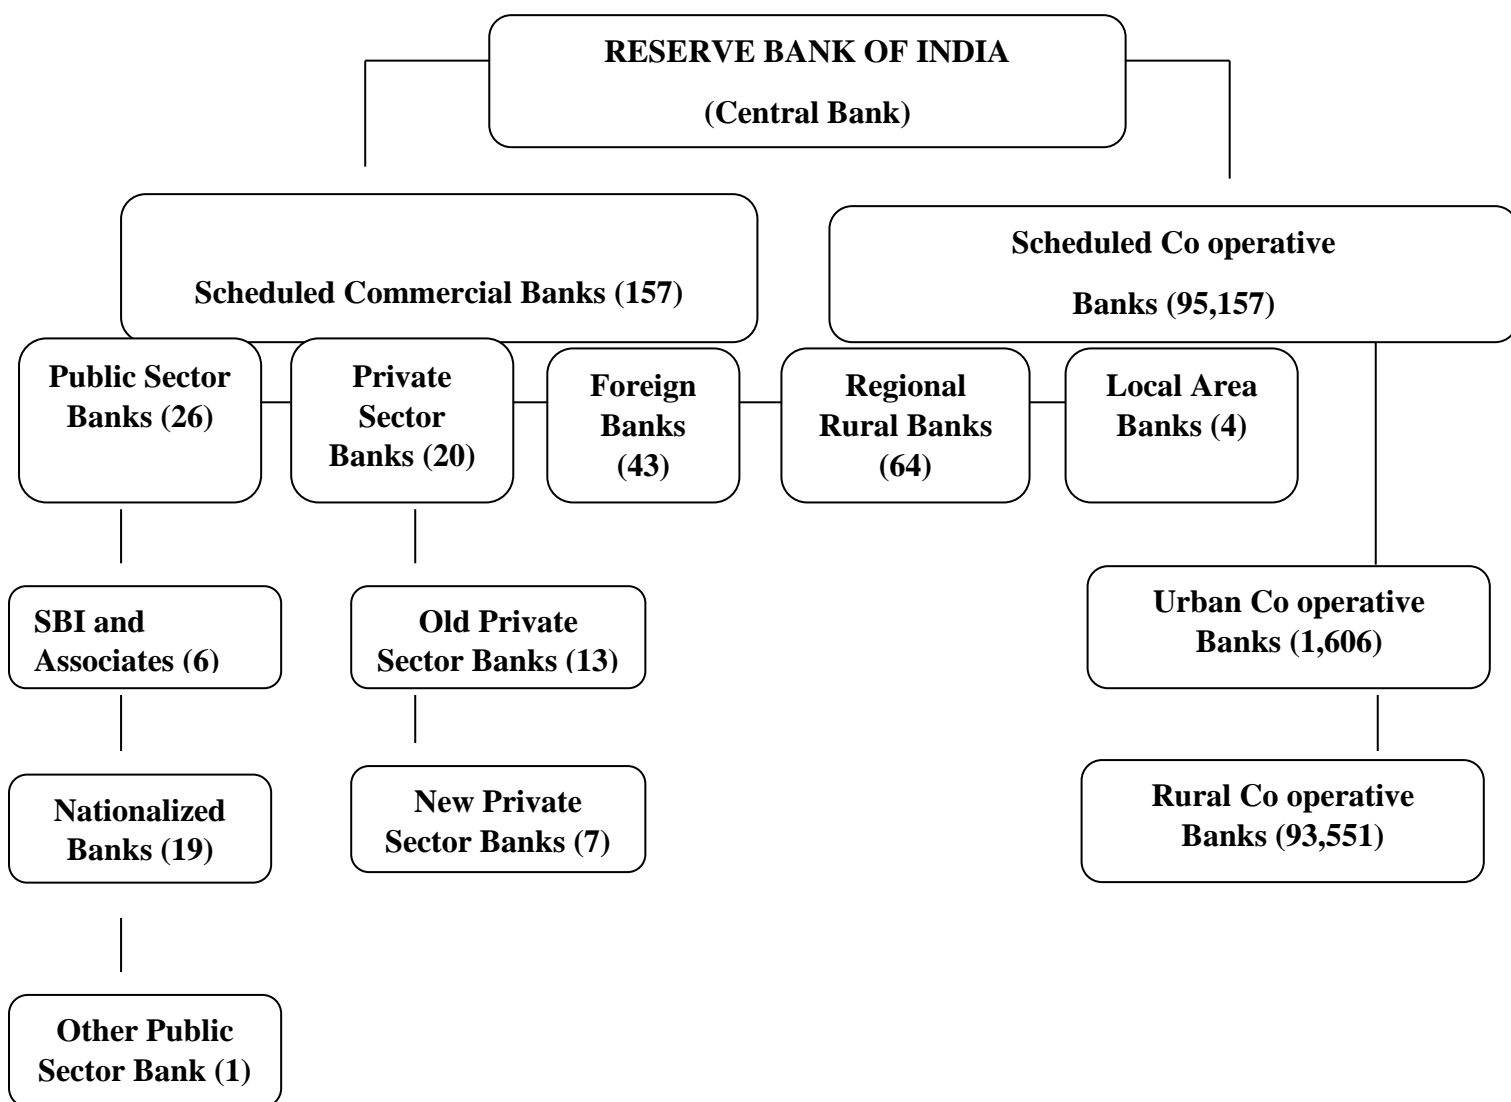 RESERVE BANK OF INDIA
(Central Bank)
Scheduled Commercial Banks (157)
Scheduled Co operative
Banks (95,157)
Public Sector
Banks (26)
Private
Sector
Banks (20)
Foreign
Banks
(43)
Regional
Rural Banks
(64)
Local Area
Banks (4)
SBI and
Associates (6)
Old Private
Sector Banks (13)
Urban Co operative
Banks (1,606)
Nationalized
Banks (19)
New Private
Sector Banks (7)
Rural Co operative
Banks (93,551)
Other Public
Sector Bank (1)